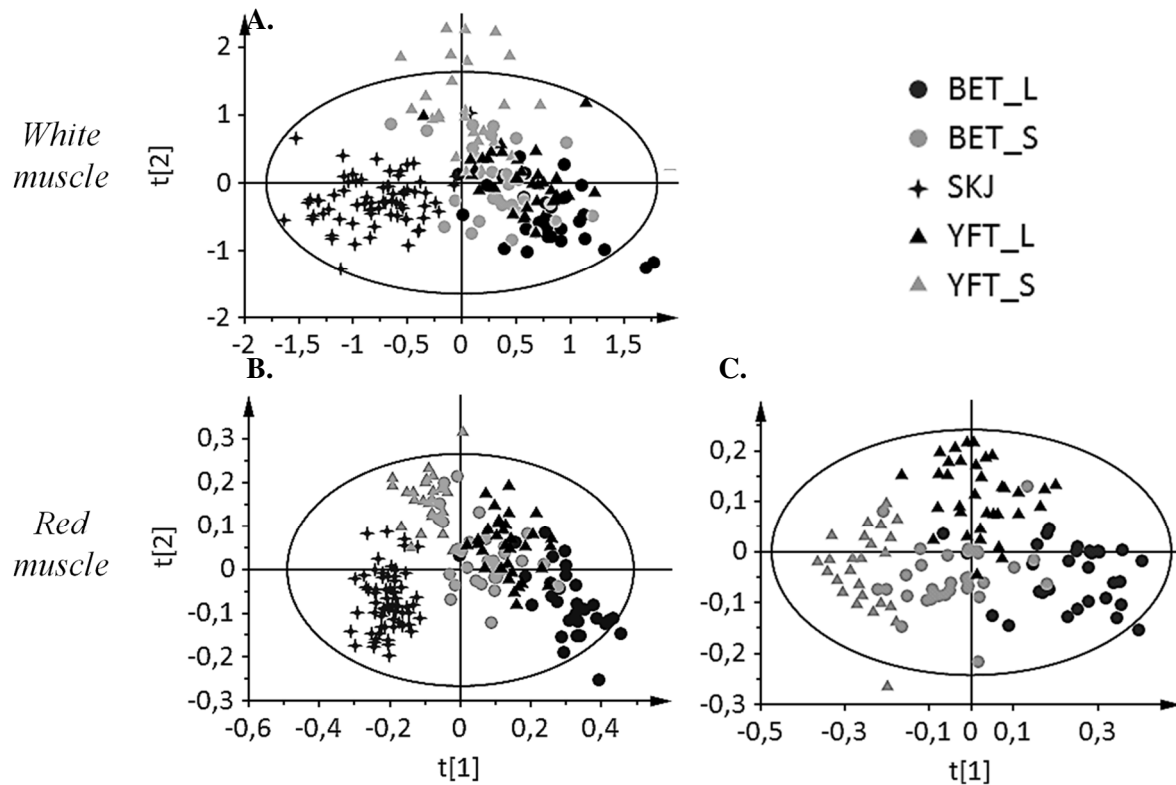 A.
White
muscle
t[2]
2
1
0
-1
-2
-2 -1,5 -1 -0,5 0 0,5 1 1,5
BET_L
BET_S
SKJ
YFT_L
YFT_S
B.
Red
muscle
t[2]
0,3
0,2
0,1
0
-0,1
-0,2
-0,3
-0,6 -0,4 -0,2 0 0,2 0,4
t[1]
C.
t[2]
0,2
0,1
0
-0,1
-0,2
-0,3
-0,5 -0,3 -0,1 0 0,1 0,3
t[1]